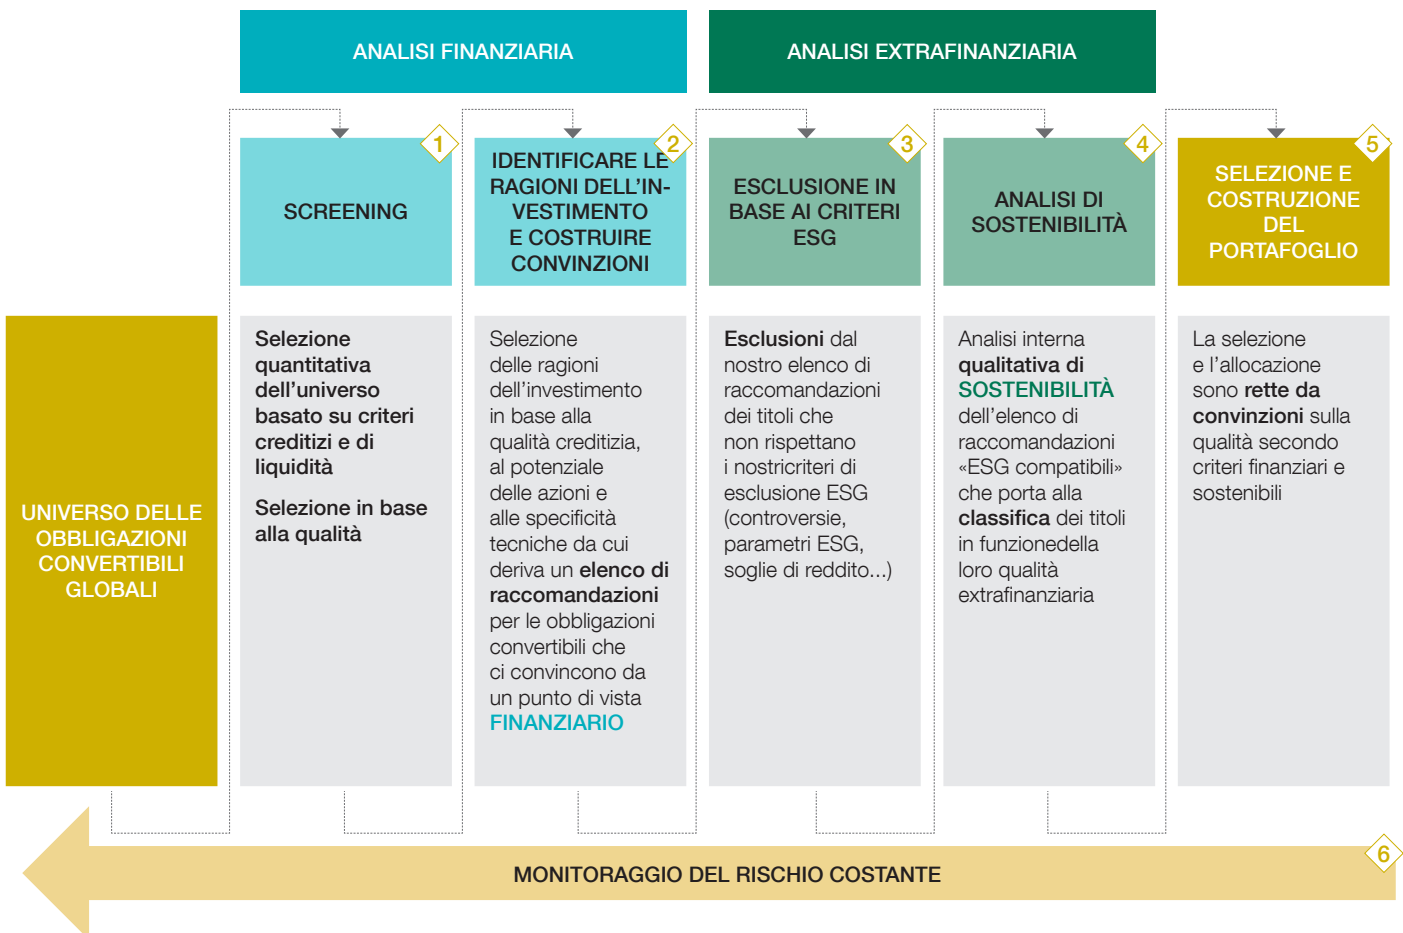 ANALISI FINANZIARIA
ANALISI EXTRAFINANZIARIA
1
SCREENING
2
IDENTIFICARE LE
RAGIONI DELL'IN-
VESTIMENTO
E COSTRUIRE
CONVINZIONI
3
ESCLUSIONE IN
BASE AI CRITERI
ESG
4
ANALISI DI
SOSTENIBILITÀ
5
SELEZIONE E
COSTRUZIONE
DEL
PORTAFOGLIO
UNIVERSO DELLE
OBBLIGAZIONI
CONVERTIBILI
GLOBALI
Selezione
quantitativa
dell'universo
basato su criteri
creditizi e di
liquidità
Selezione in base
alla qualità
Selezione
delle ragioni
dell'investimento
in base alla
qualità creditizia,
al potenziale
delle azioni e
alle specificità
tecniche da cui
deriva un elenco di
raccomandazioni
per le obbligazioni
convertibili che
ci convincono da
un punto di vista
FINANZIARIO
Esclusioni dal
nostro elenco di
raccomandazioni
dei titoli che
non rispettano
i nostricriteri di
esclusione ESG
(controversie,
parametri ESG,
soglie di reddito...)
Analisi interna
qualitativa di
SOSTENIBILITÀ
dell'elenco di
raccomandazioni
«ESG compatibili»
che porta alla
classifica dei titoli
in funzionedella
loro qualità
extrafinanziaria
La selezione
e l'allocazione
sono rette da
convinzioni sulla
qualità secondo
criteri finanziari e
sostenibili
6
MONITORAGGIO DEL RISCHIO COSTANTE